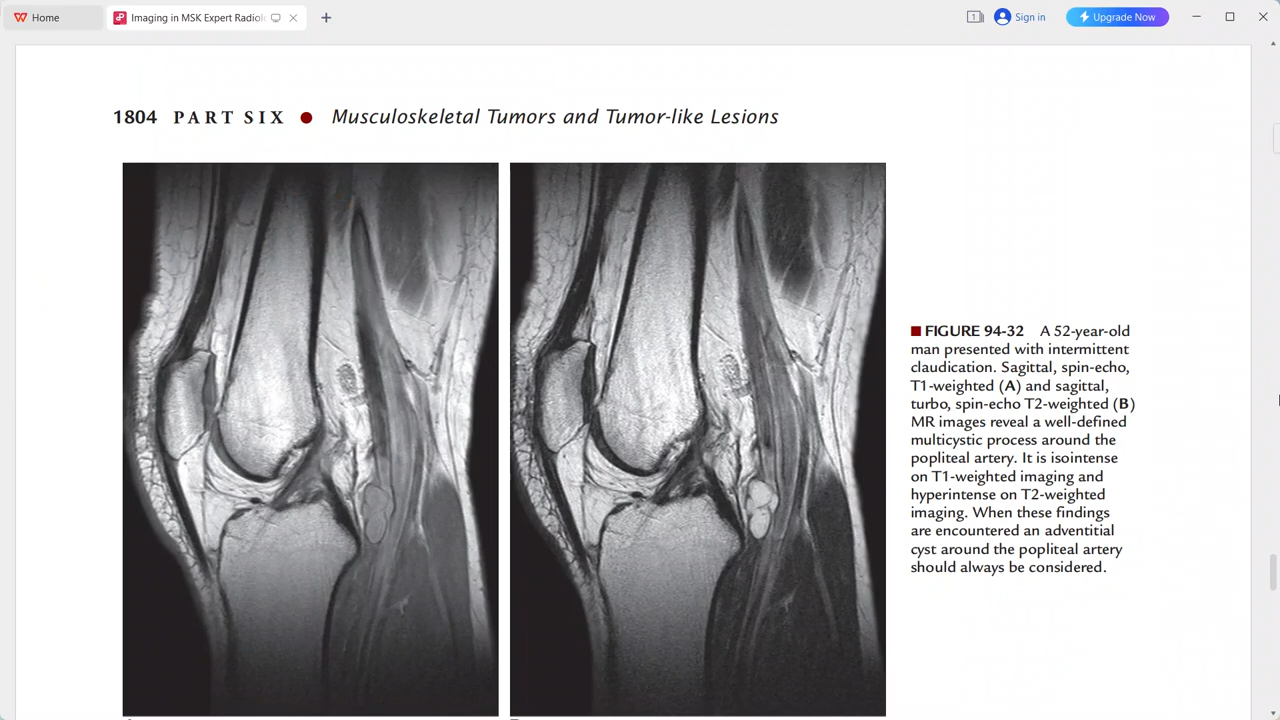 Home
Imaging in MSK Expert Radiol
1
Sign in
Upgrade Now
1804 PART SIX ● Musculoskeletal Tumors and Tumor-like Lesions
■ FIGURE 94-32 A 52-year-old
man presented with intermittent
claudication. Sagittal, spin-echo,
T1-weighted (A) and sagittal,
turbo, spin-echo T2-weighted (B)
MR images reveal a well-defined
multicystic process around the
popliteal artery. It is isointense
on T1-weighted imaging and
hyperintense on T2-weighted
imaging. When these findings
are encountered an adventitial
cyst around the popliteal artery
should always be considered.